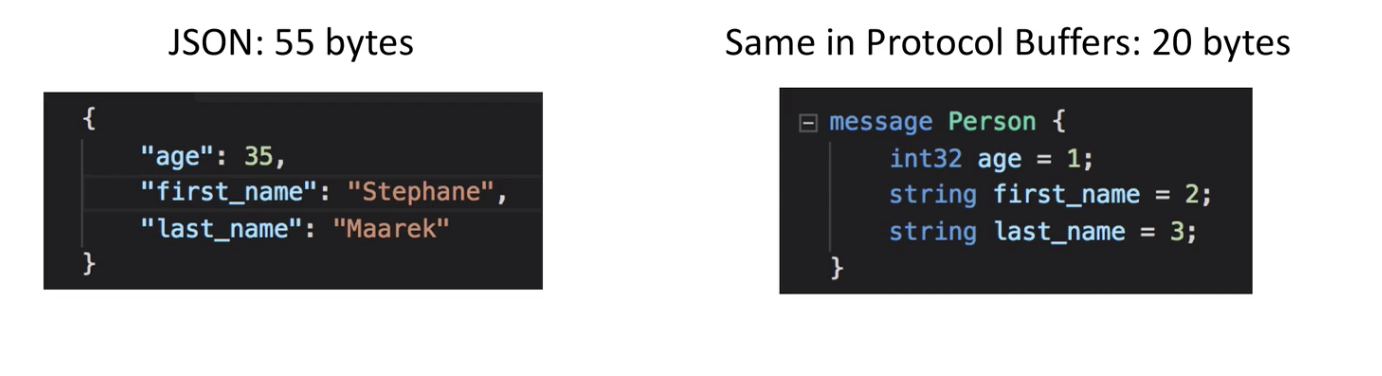 JSON: 55 bytes
{
"age": 35,
"first_name": "Stephane",
"last_name": "Maarek"
}
Same in Protocol Buffers: 20 bytes
message Person {
int32 age = 1;
string first_name = 2;
string last_name = 3;
}